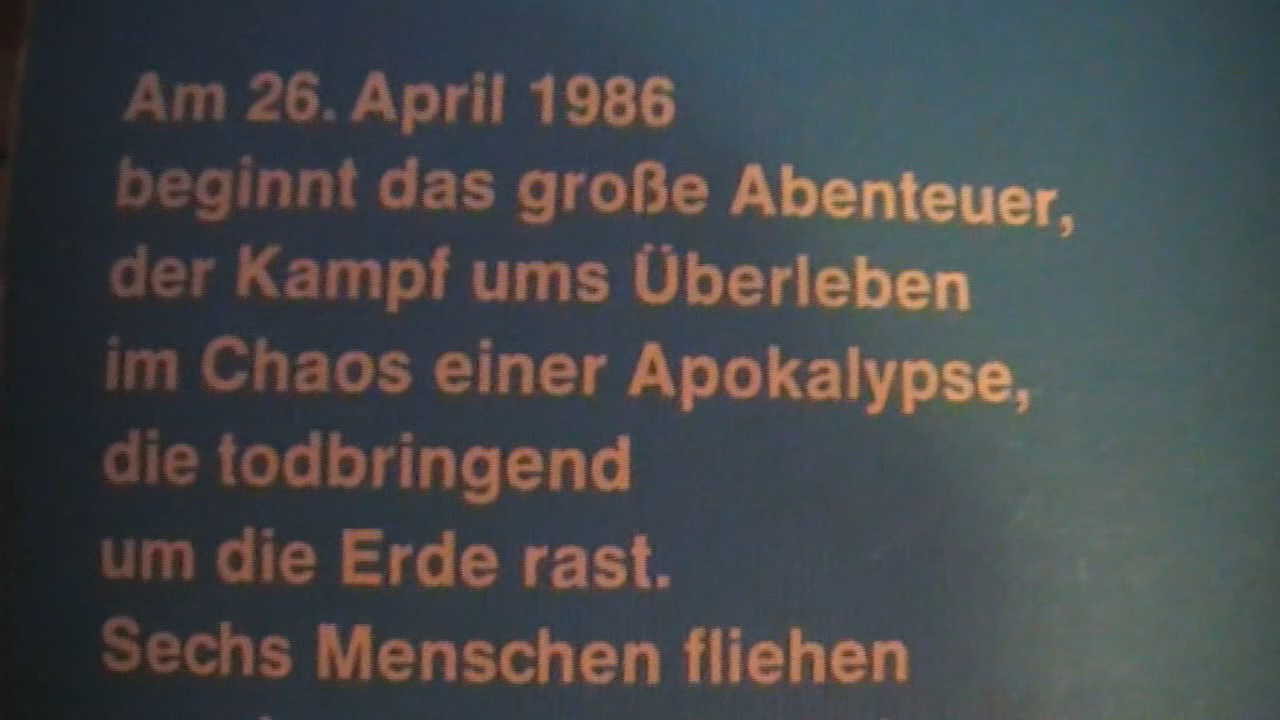 Am 26. April 1986
beginnt das große Abenteuer,
der Kampf ums Überleben
im Chaos einer Apokalypse,
die todbringend
um die Erde rast.
Sechs Menschen fliehen